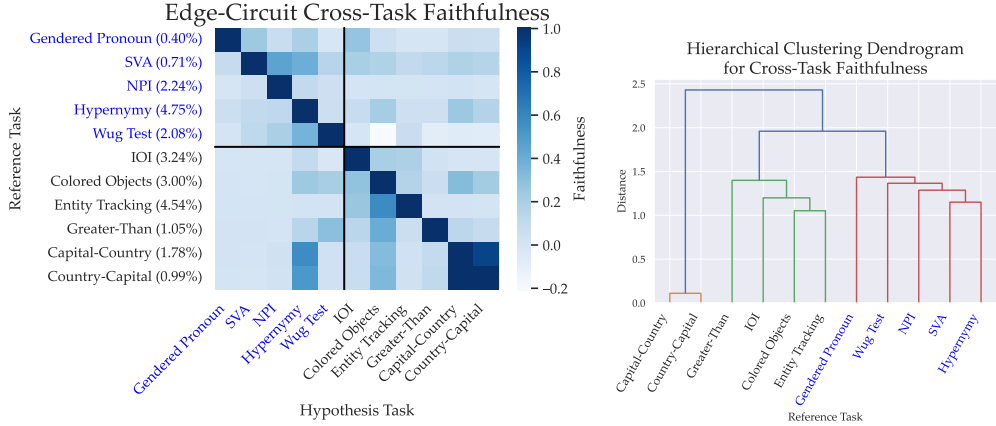 Edge-Circuit Cross-Task Faithfulness
Reference Task
Gendered Pronoun (0.40%)
SVA (0.71%)
NPI (2.24%)
Hypernymy (4.75%)
Wug Test (2.08%)
IOI (3.24%)
Colored Objects (3.00%)
Entity Tracking (4.54%)
Greater-Than (1.05%)
Capital-Country (1.78%)
Country-Capital (0.99%)
Gendered Pronoun
SVA
NPI
Hypernymy
Wug Test
IOI
Colored Objects
Entity Tracking
Greater-Than
Capital-Country
Country-Capital
Hypothesis Task
1.0
0.8
0.6
0.4
0.2
0.0
−0.2
Faithfulness
Hierarchical Clustering Dendrogram
for Cross-Task Faithfulness
Distance
2.5
2.0
1.5
1.0
0.5
0.0
Capital-Country
Country-Capital
Greater-Than
IOI
Colored Objects
Entity Tracking
Gendered Pronoun
Wug Test
NPI
SVA
Hypernymy
Reference Task